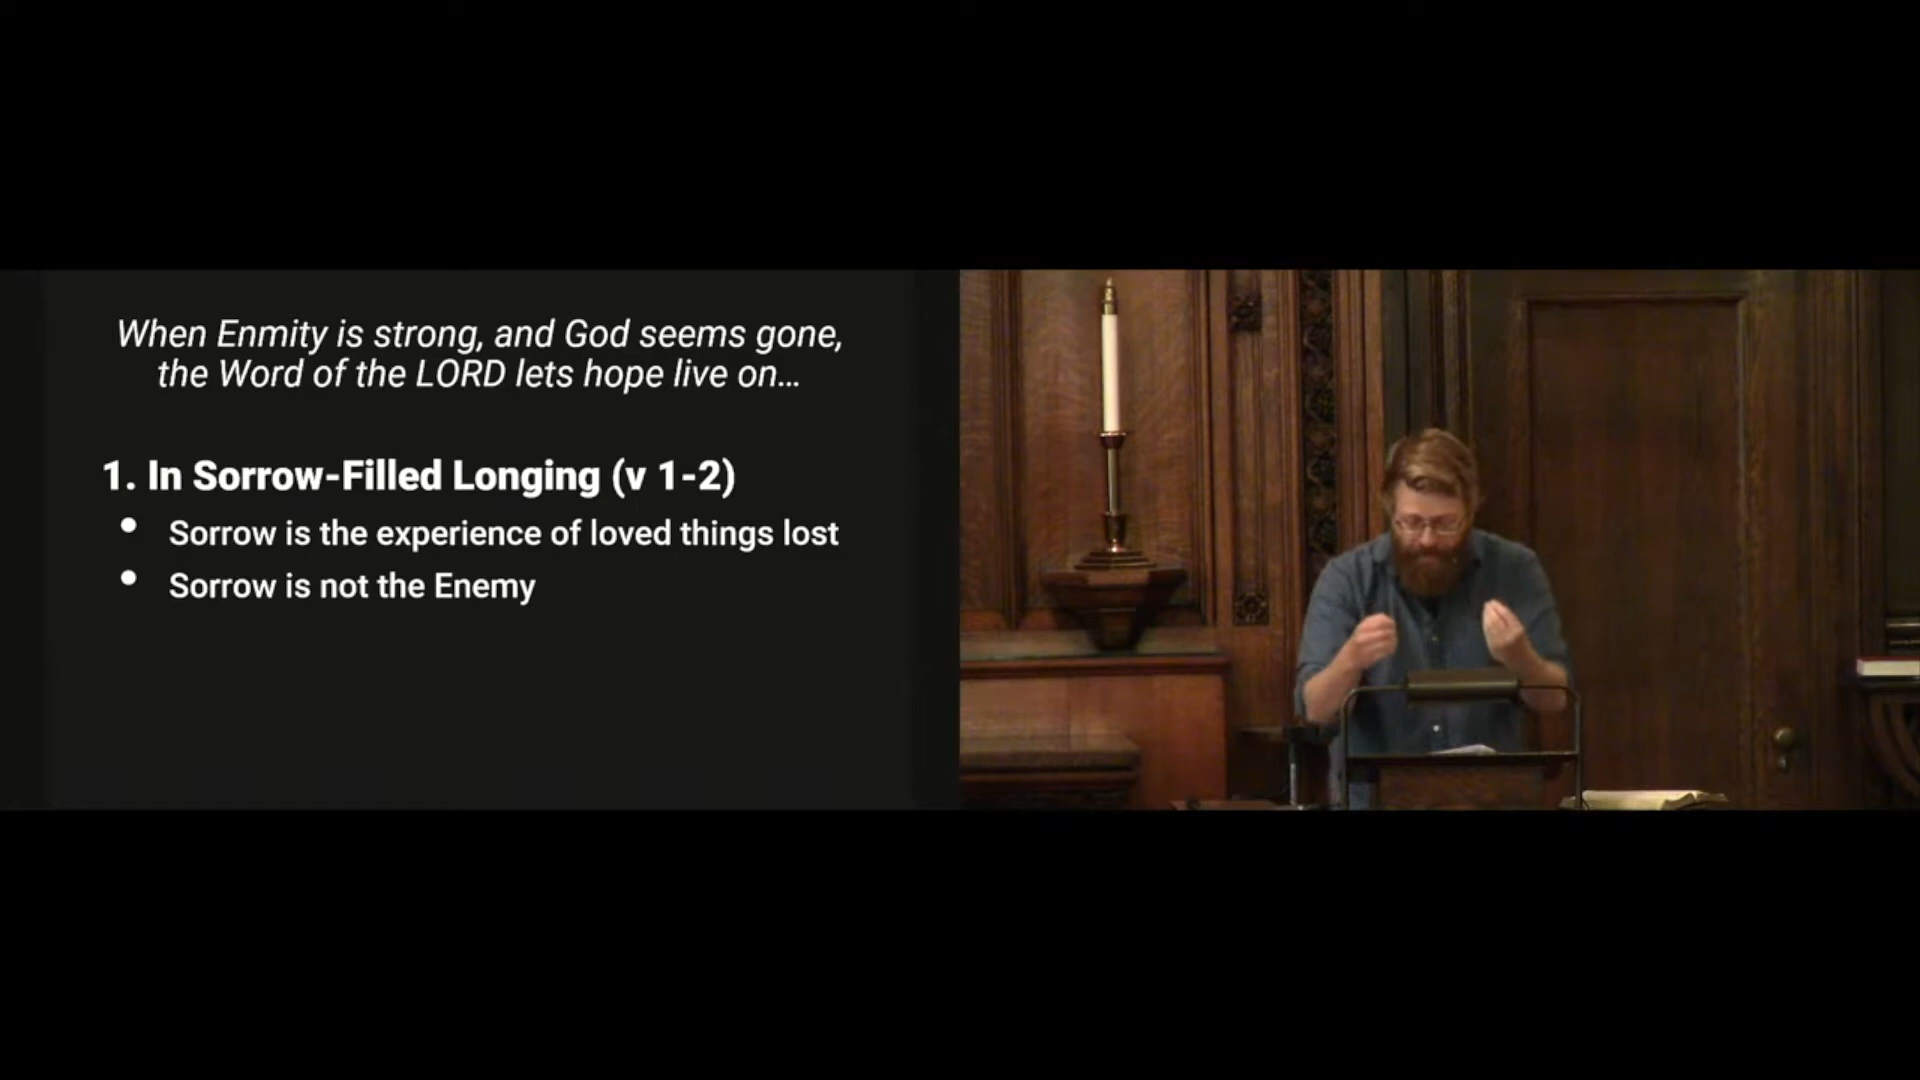 When Enmity is strong, and God seems gone,
the Word of the LORD lets hope live on...
1. In Sorrow-Filled Longing (v 1-2)
• Sorrow is the experience of loved things lost
• Sorrow is not the Enemy